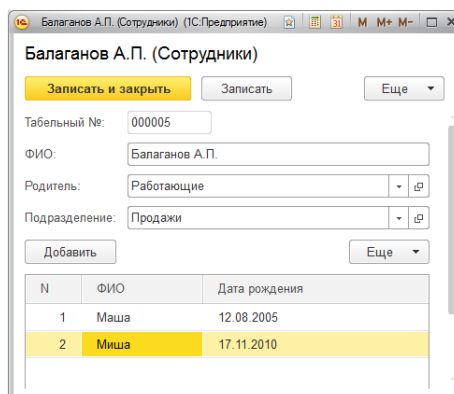 Балаганов А.П. (Сотрудники) (1С:Предприятие) 31 M M+ M-
Балаганов А.П. (Сотрудники)
Записать и закрыть Записать Еще
Табельный №: 000005
ФИО: Балаганов А.П.
Родитель: Работающие
Подразделение: Продажи
Добавить Еще
N ФИО Дата рождения
1 Маша 12.08.2005
2 Миша 17.11.2010